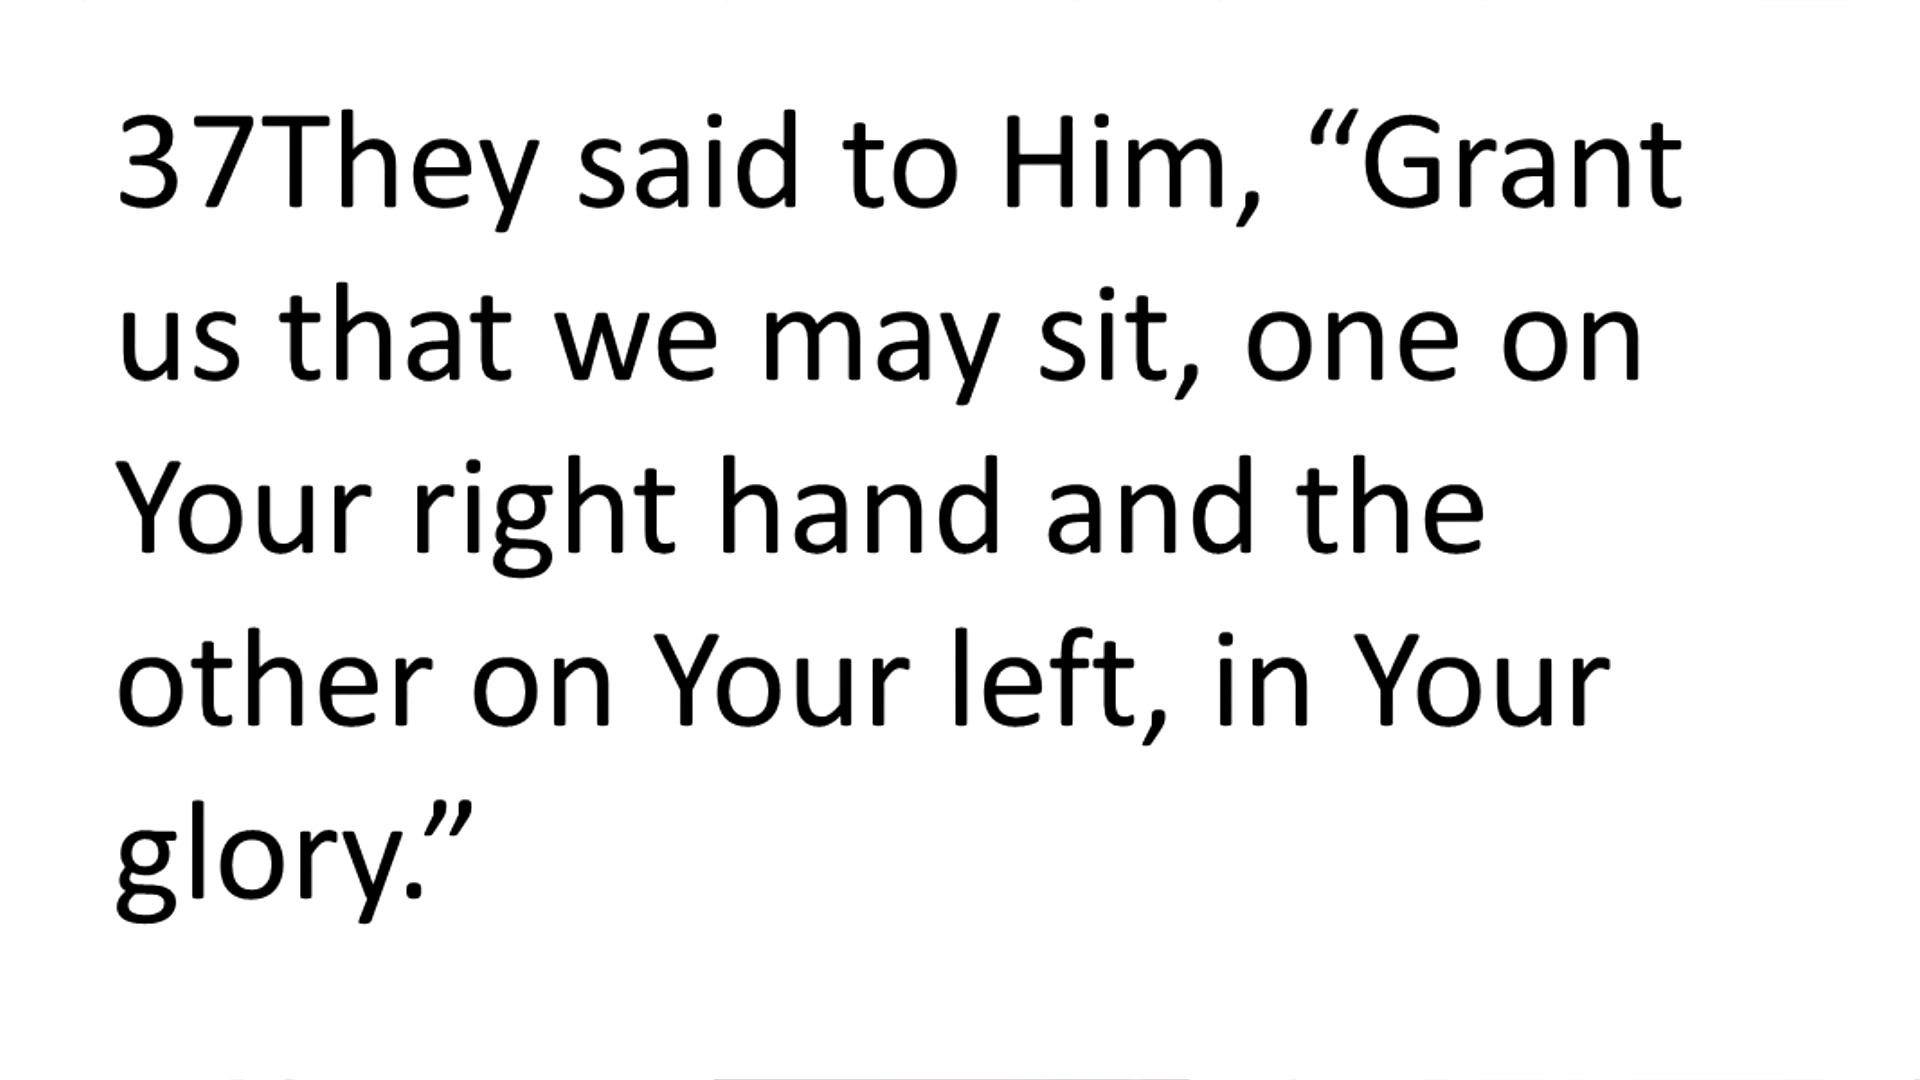 37They said to Him, “Grant
us that we may sit, one on
Your right hand and the
other on Your left, in Your
glory.”